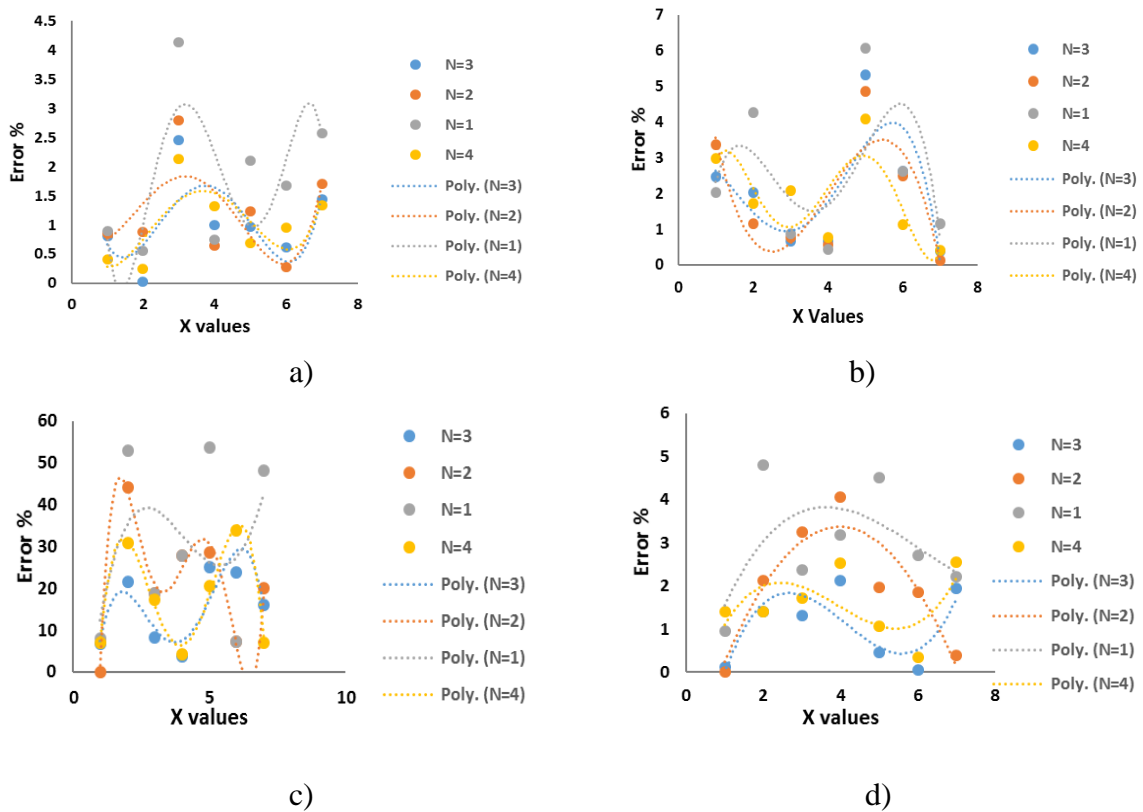 4.5
4
3.5
3
2.5
2
1.5
1
0.5
0
0 2 4 6 8
Error %
X values
N=3
N=2
N=1
N=4
Poly. (N=3)
Poly. (N=2)
Poly. (N=1)
Poly. (N=4)
a)
7
6
5
4
3
2
1
0
0 2 4 6 8
Error %
X Values
N=3
N=2
N=1
N=4
Poly. (N=3)
Poly. (N=2)
Poly. (N=1)
Poly. (N=4)
b)
60
50
40
30
20
10
0
0 5 10
Error %
X values
N=3
N=2
N=1
N=4
Poly. (N=3)
Poly. (N=2)
Poly. (N=1)
Poly. (N=4)
c)
6
5
4
3
2
1
0
0 2 4 6 8
Error %
X values
N=3
N=2
N=1
N=4
Poly. (N=3)
Poly. (N=2)
Poly. (N=1)
Poly. (N=4)
d)